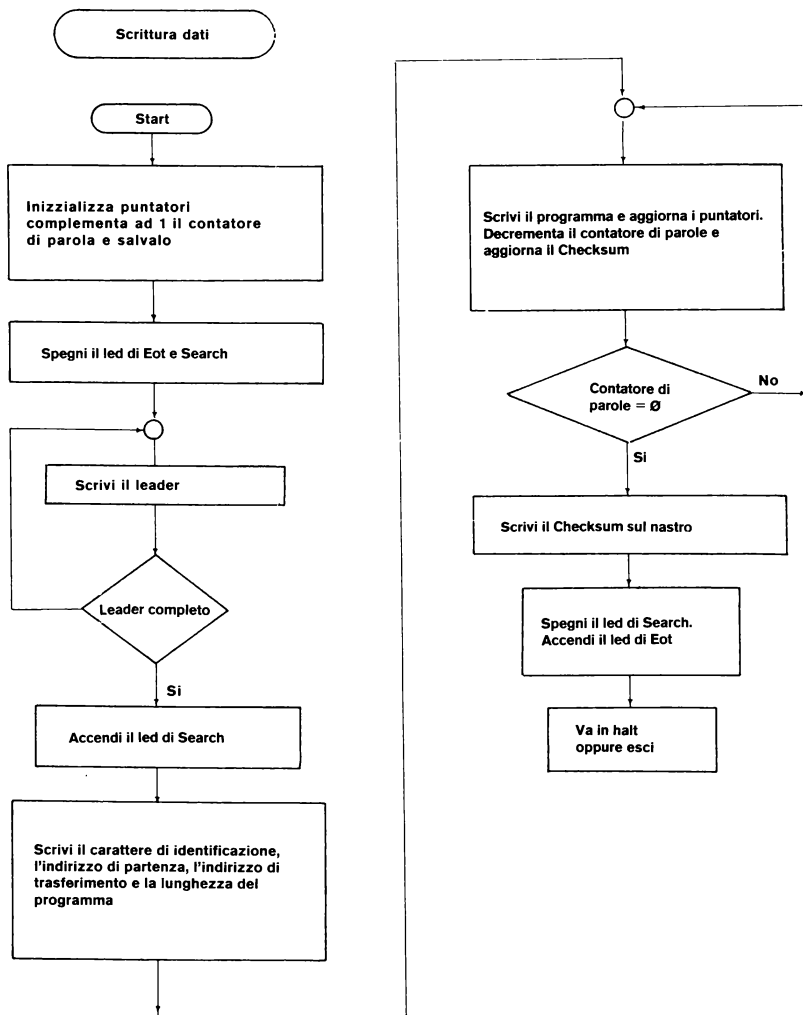 Scrittura dati
Start
Inizzializza puntatori
complementa ad 1 il contatore
di parola e salvalo
Spegni il led di Eot e Search
Scrivi il leader
Leader completo
Si
Accendi il led di Search
Scrivi il carattere di identificazione,
l'indirizzo di partenza, l'indirizzo di
trasferimento e la lunghezza del
programma
Scrivi il programma e aggiorna i puntatori.
Decrementa il contatore di parole e
aggiorna il Checksum
Contatore di
parole = Ø
No
Si
Scrivi il Checksum sul nastro
Spegni il led di Search.
Accendi il led di Eot
Va in halt
oppure esci